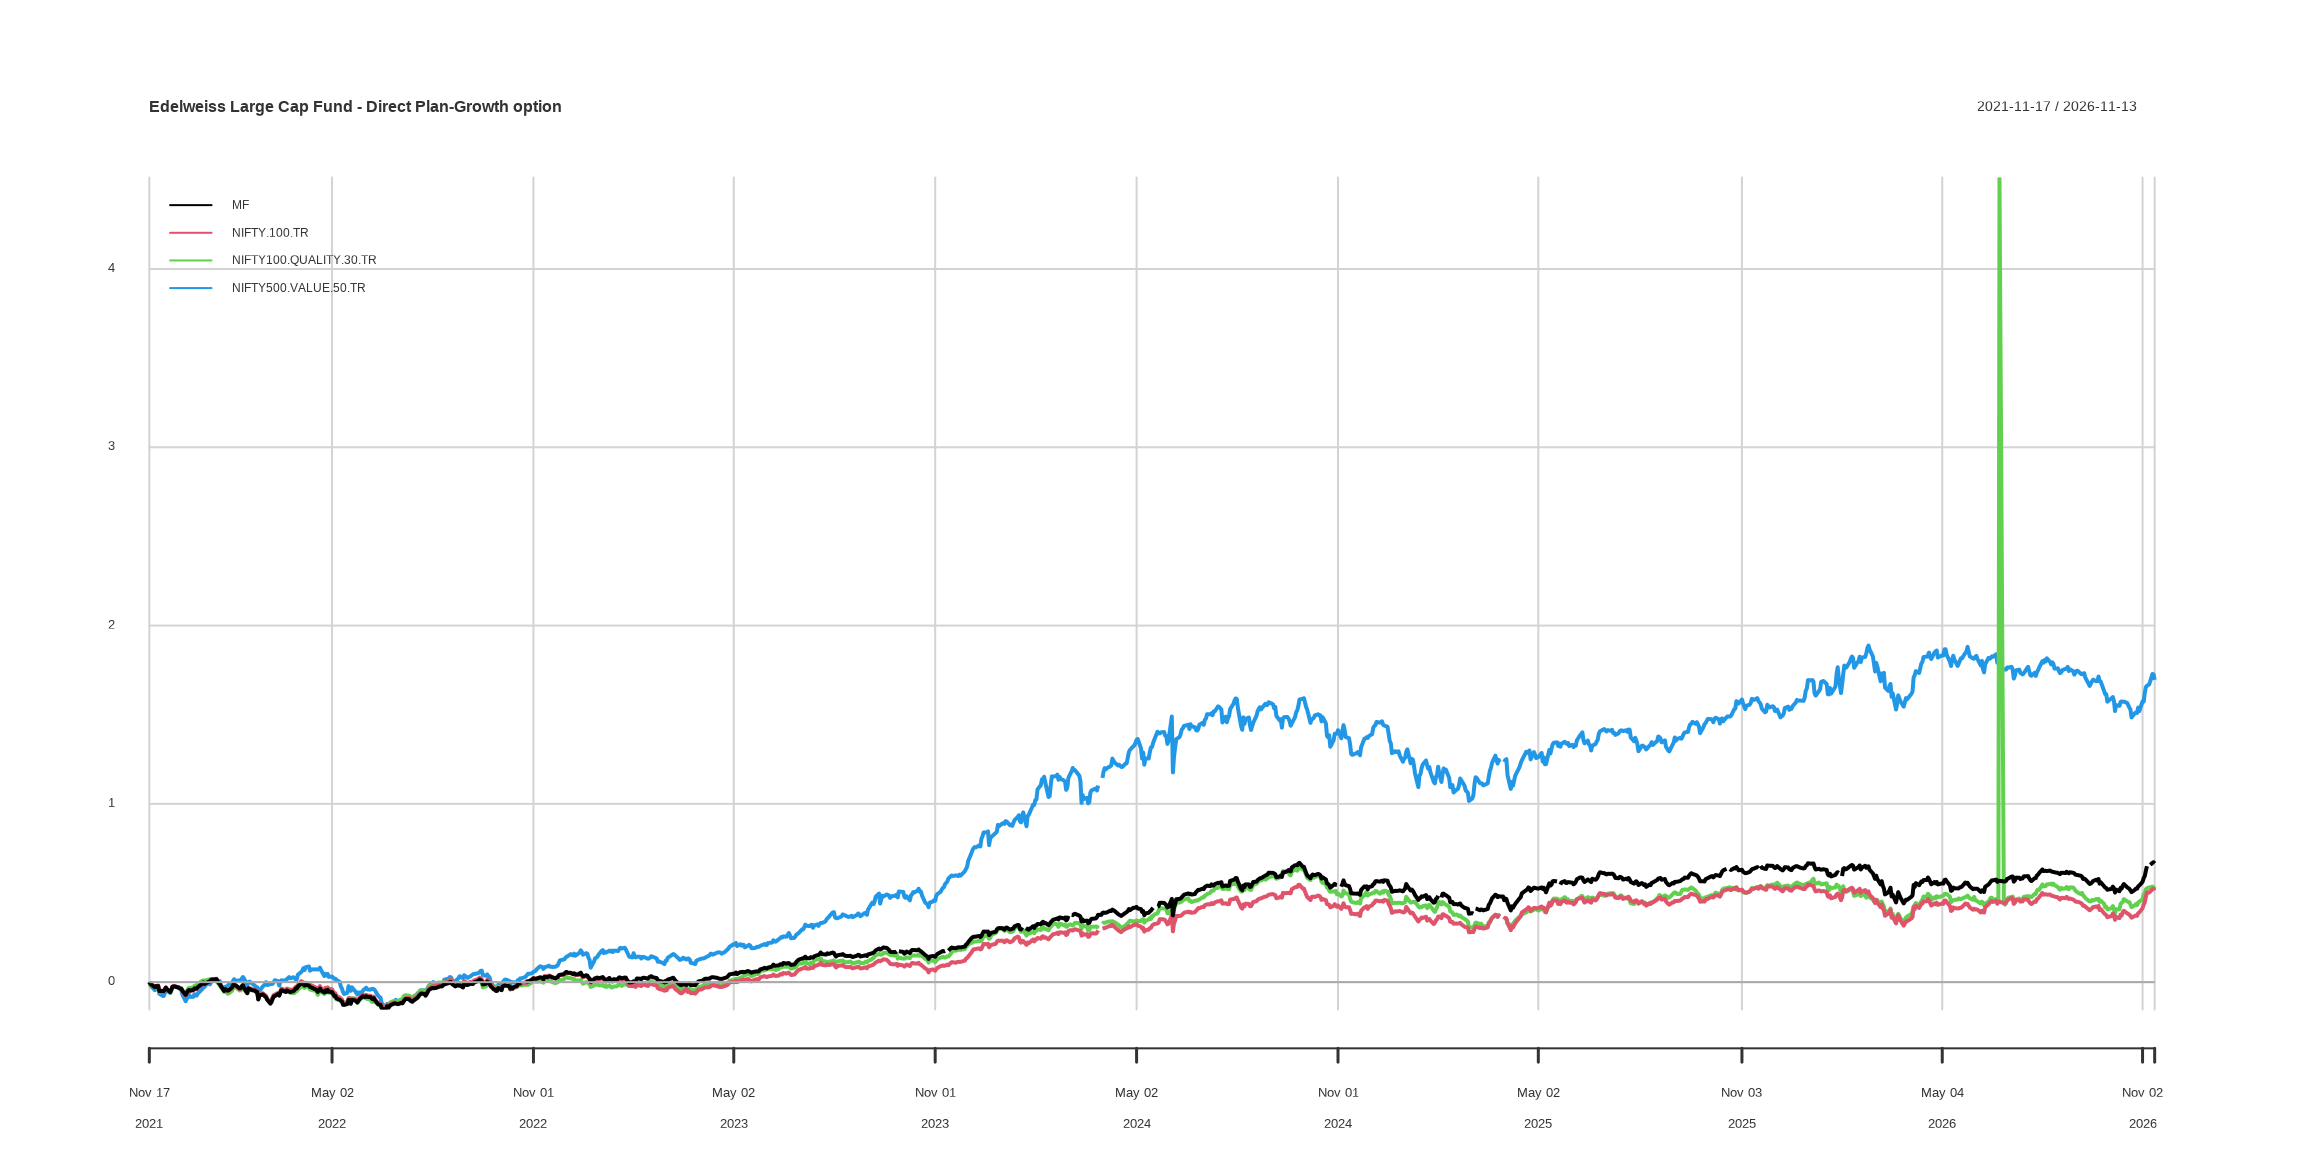 Edelweiss Large Cap Fund - Direct Plan-Growth option
2021-11-17 / 2026-11-13
MF
NIFTY.100.TR
NIFTY100.QUALITY.30.TR
NIFTY500.VALUE.50.TR
4
3
2
1
0
Nov 17 May 02 Nov 01 May 02 Nov 01 May 02 Nov 01 May 02 Nov 03 May 04 Nov 02
2021 2022 2022 2023 2023 2024 2024 2025 2025 2026 2026